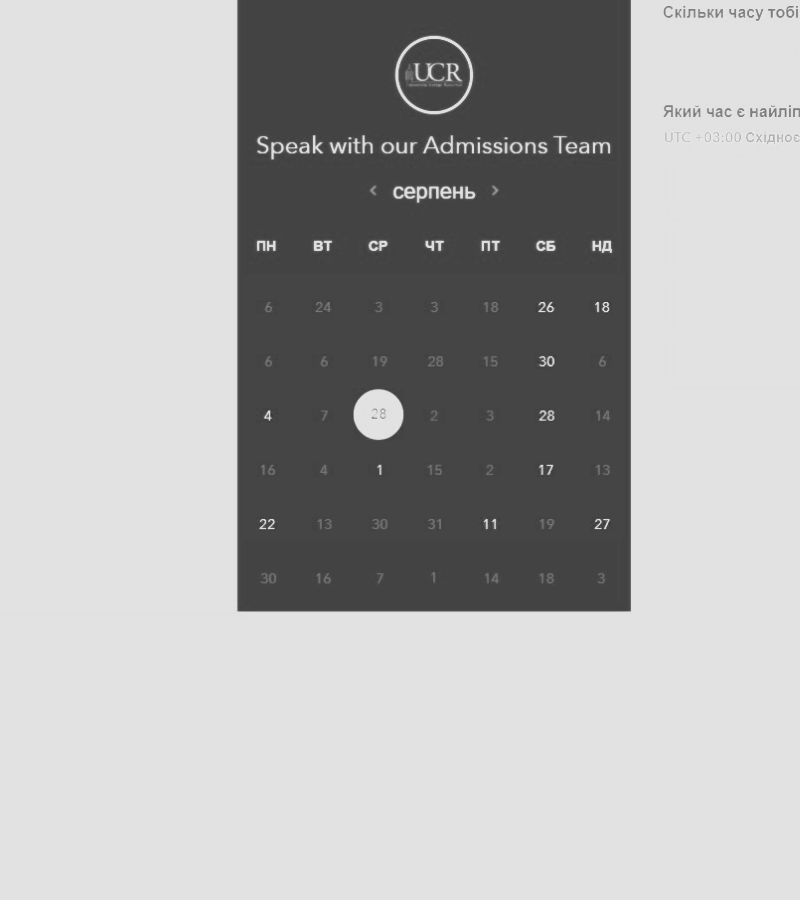 Скільки часу тобі
UCR
Який час є найліп
Speak with our Admissions Team
UTC +03:00 Східноє
‹ серпень ›
ПН ВТ СР ЧТ ПТ СБ НД
6 24 3 3 18 26 18
6 6 19 28 15 30 6
4 7 28 2 3 28 14
16 4 1 15 2 17 13
22 13 30 31 11 19 27
30 16 7 1 14 18 3